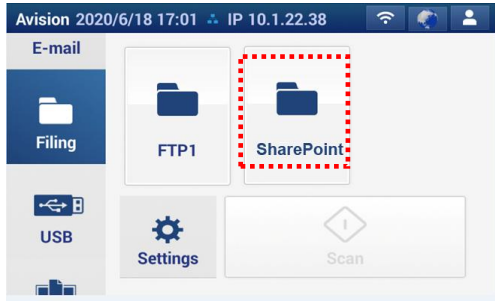 Avision 2020/6/18 17:01 IP 10.1.22.38
E-mail
Filing
FTP1
SharePoint
USB
Settings
Scan